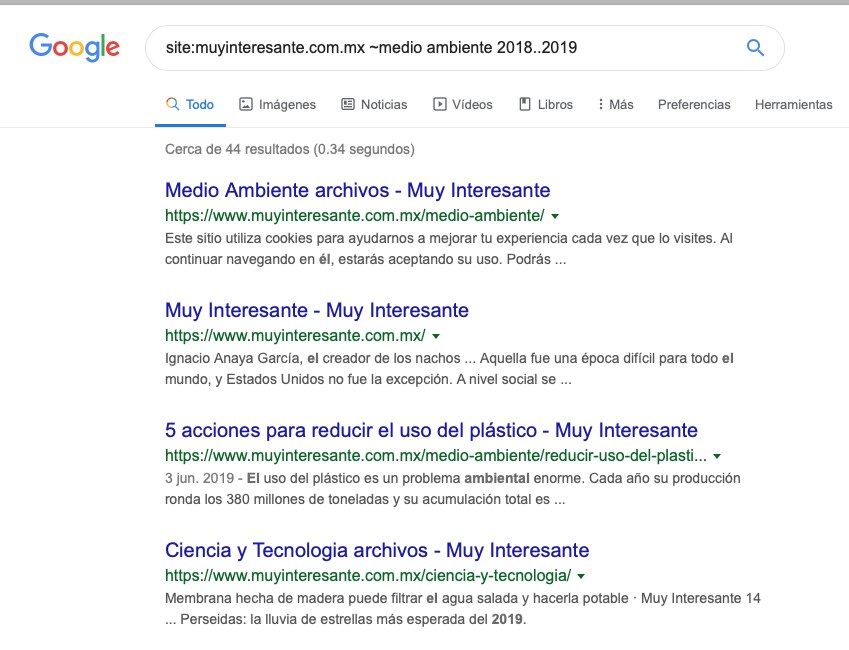 Google
site:muyinteresante.com.mx ~medio ambiente 2018..2019
Todo Imágenes Noticias Vídeos Libros Más Preferencias Herramientas
Cerca de 44 resultados (0.34 segundos)
Medio Ambiente archivos - Muy Interesante
https://www.muyinteresante.com.mx/medio-ambiente/
Este sitio utiliza cookies para ayudarnos a mejorar tu experiencia cada vez que lo visites. Al
continuar navegando en él, estarás aceptando su uso. Podrás ...
Muy Interesante - Muy Interesante
https://www.muyinteresante.com.mx/
Ignacio Anaya García, el creador de los nachos ... Aquella fue una época difícil para todo el
mundo, y Estados Unidos no fue la excepción. A nivel social se ...
5 acciones para reducir el uso del plástico - Muy Interesante
https://www.muyinteresante.com.mx/medio-ambiente/reducir-uso-del-plasti...
3 jun. 2019 - El uso del plástico es un problema ambiental enorme. Cada año su producción
ronda los 380 millones de toneladas y su acumulación total es ...
Ciencia y Tecnologia archivos - Muy Interesante
https://www.muyinteresante.com.mx/ciencia-y-tecnologia/
Membrana hecha de madera puede filtrar el agua salada y hacerla potable · Muy Interesante 14
... Perseidas: la lluvia de estrellas más esperada del 2019.